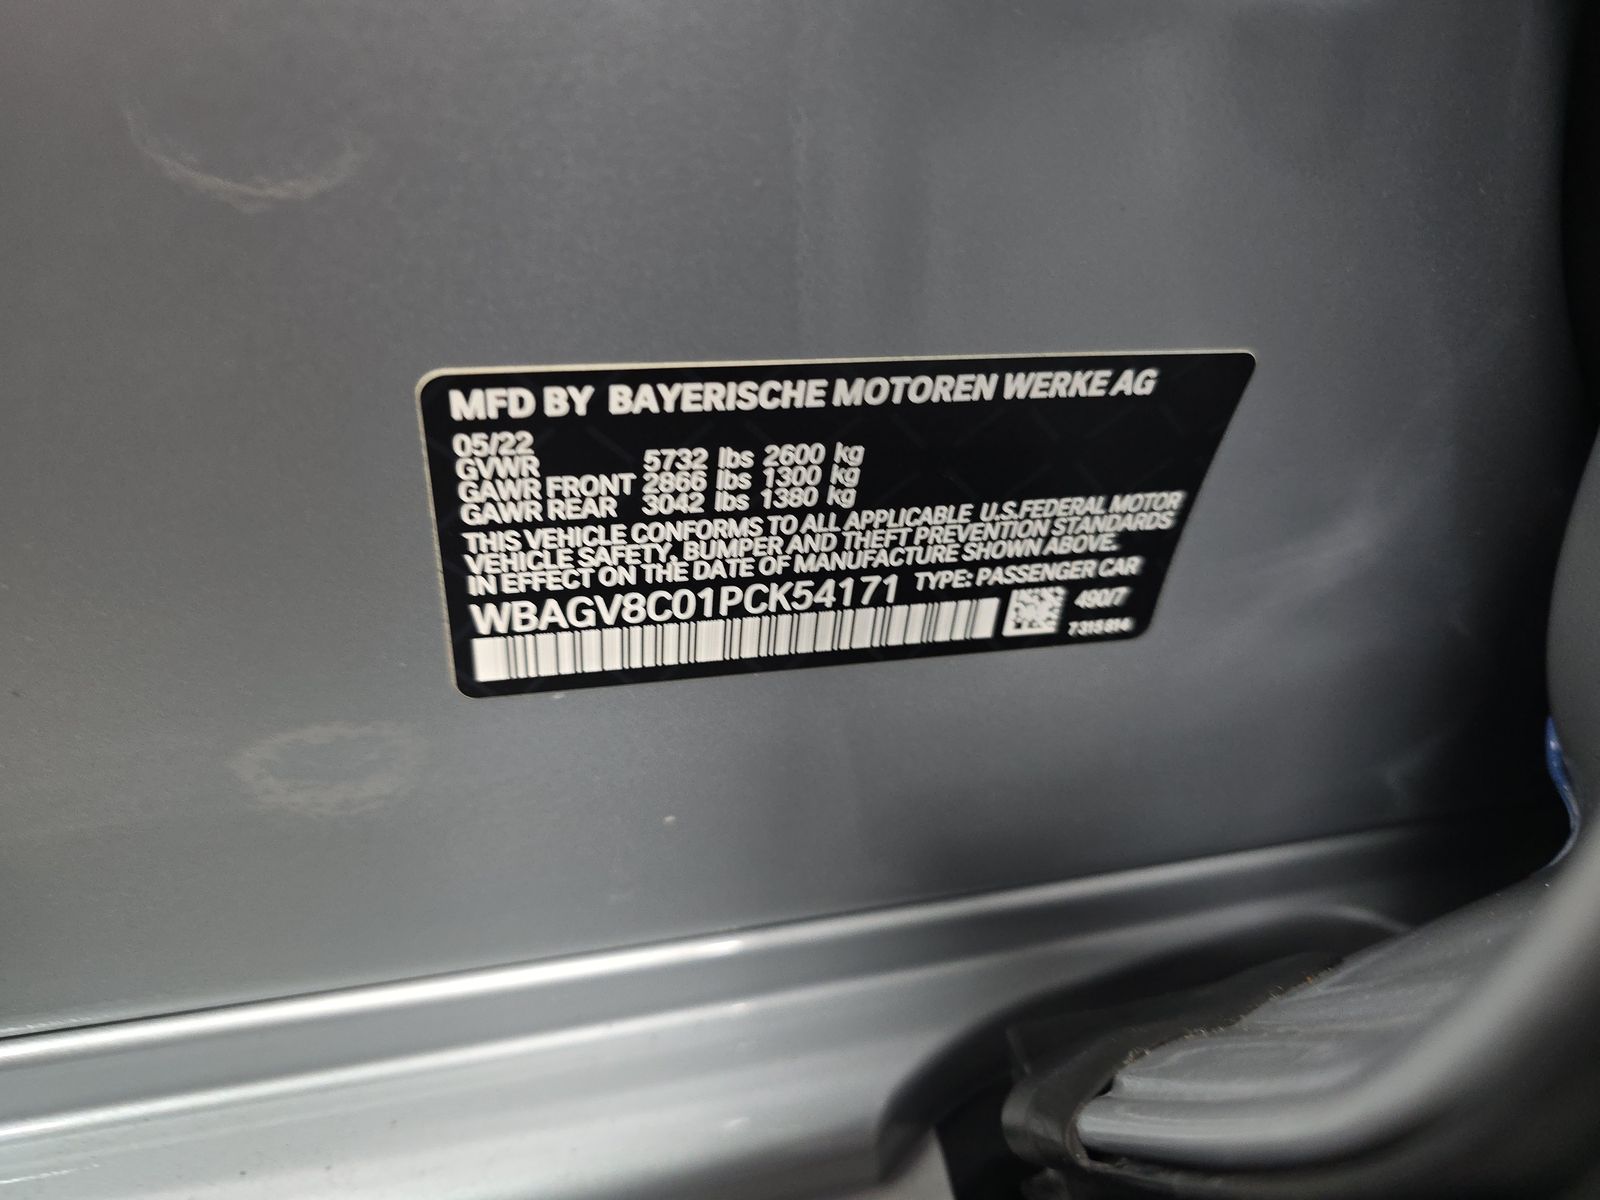 MFD BY BAYERISCHE MOTOREN WERKE AG
05/22
GVWR 5732 lbs 2600 kg
GAWR FRONT 2866 lbs 1300 kg
GAWR REAR 3042 lbs 1380 kg
THIS VEHICLE CONFORMS TO ALL APPLICABLE U.S.FEDERAL MOTOR
VEHICLE SAFETY, BUMPER AND THEFT PREVENTION STANDARDS
IN EFFECT ON THE DATE OF MANUFACTURE SHOWN ABOVE.
WBAGV8C01PCK54171 TYPE: PASSENGER CAR
490/7
7315814